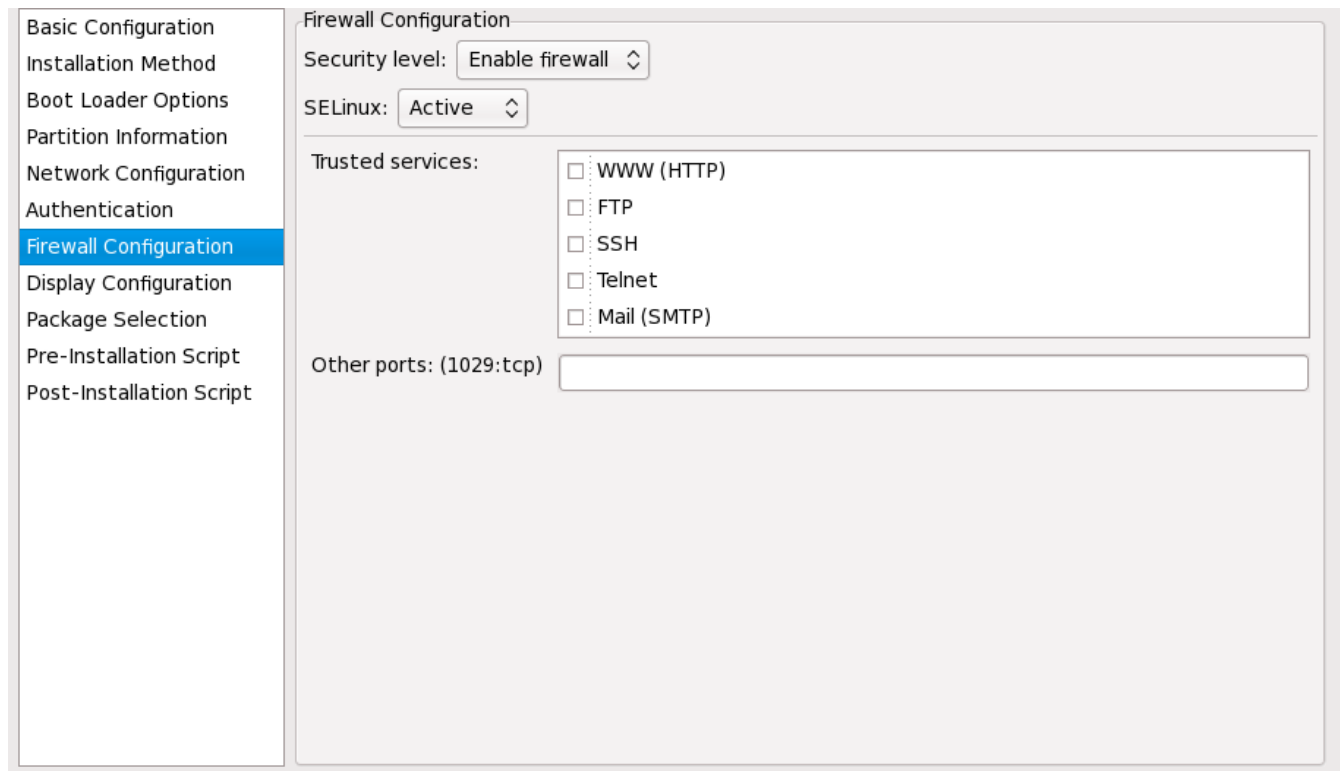 Basic Configuration
Installation Method
Boot Loader Options
Partition Information
Network Configuration
Authentication
Firewall Configuration
Display Configuration
Package Selection
Pre-Installation Script
Post-Installation Script
Firewall Configuration
Security level: Enable firewall
SELinux: Active
Trusted services:
WWW (HTTP)
FTP
SSH
Telnet
Mail (SMTP)
Other ports: (1029:tcp)